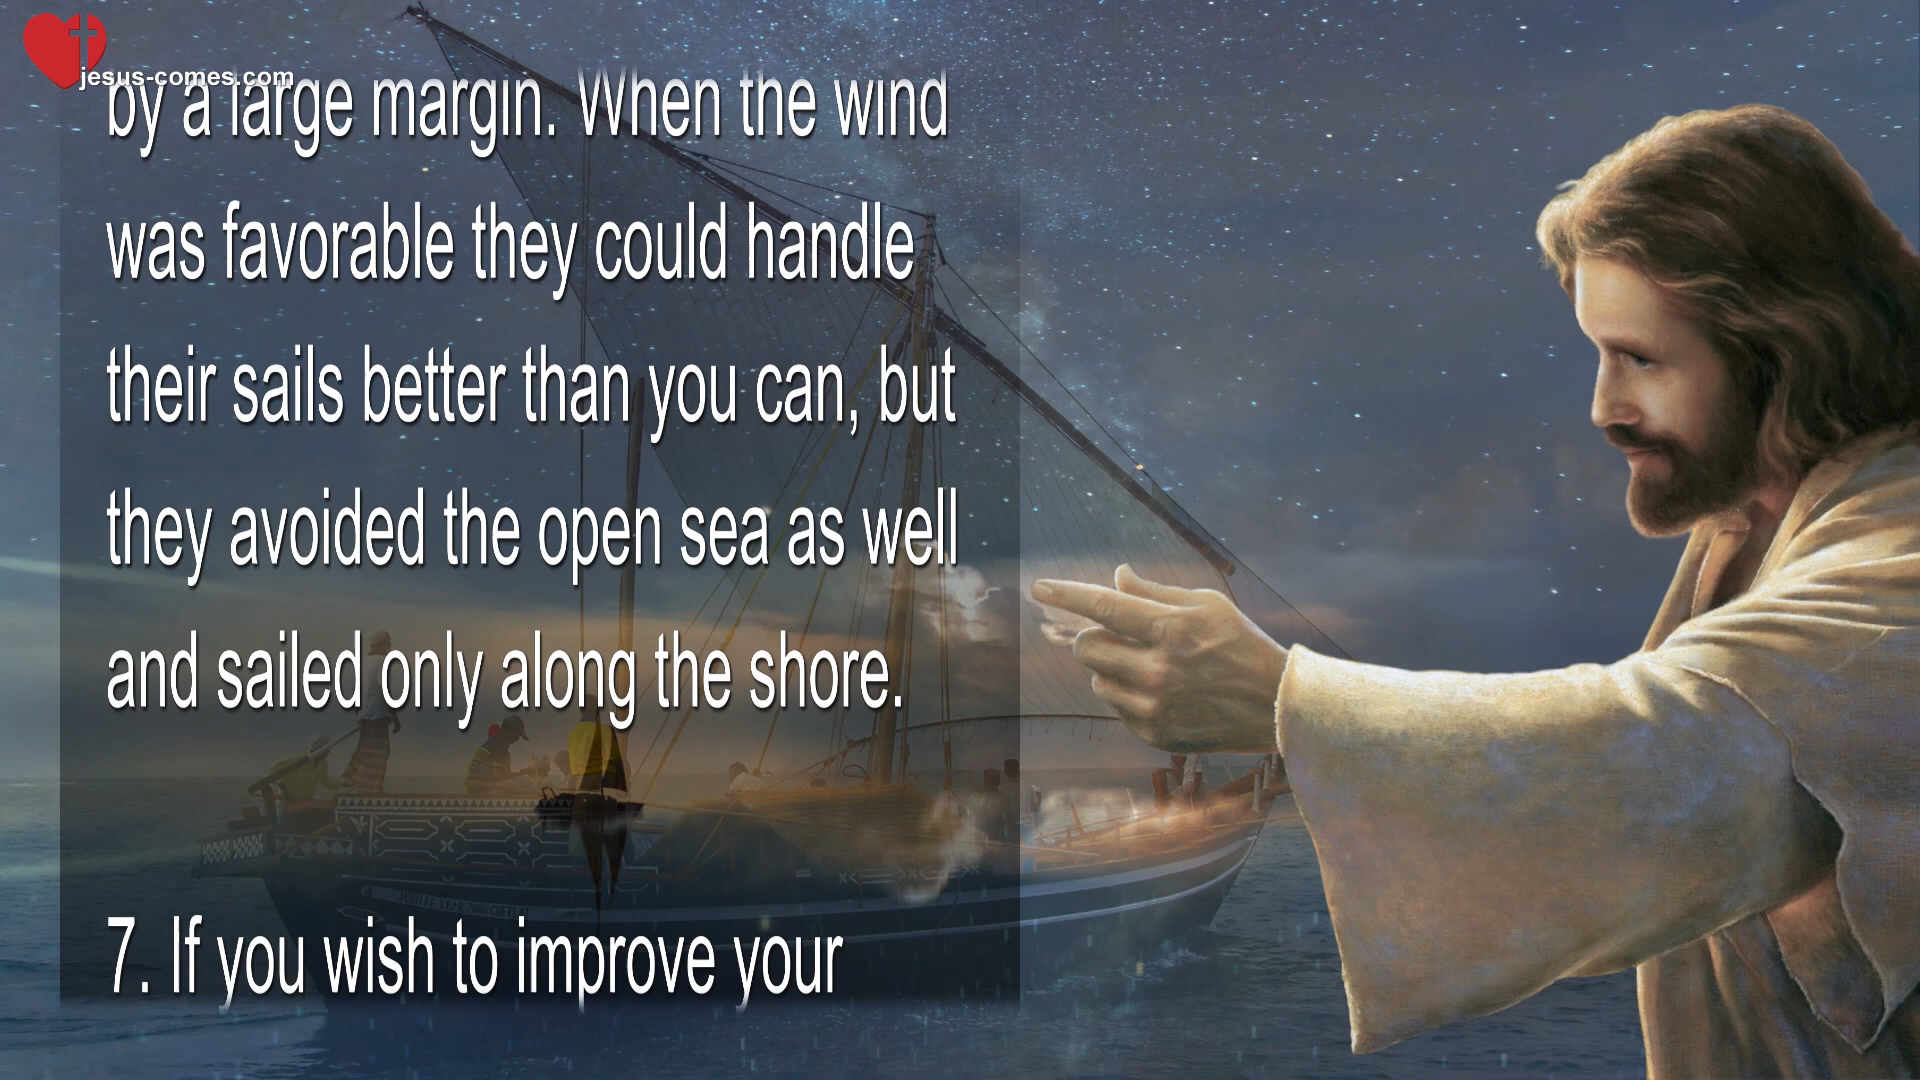 jesus-comes.com
by a large margin. When the wind
was favorable they could handle
their sails better than you can, but
they avoided the open sea as well
and sailed only along the shore.
7. If you wish to improve your